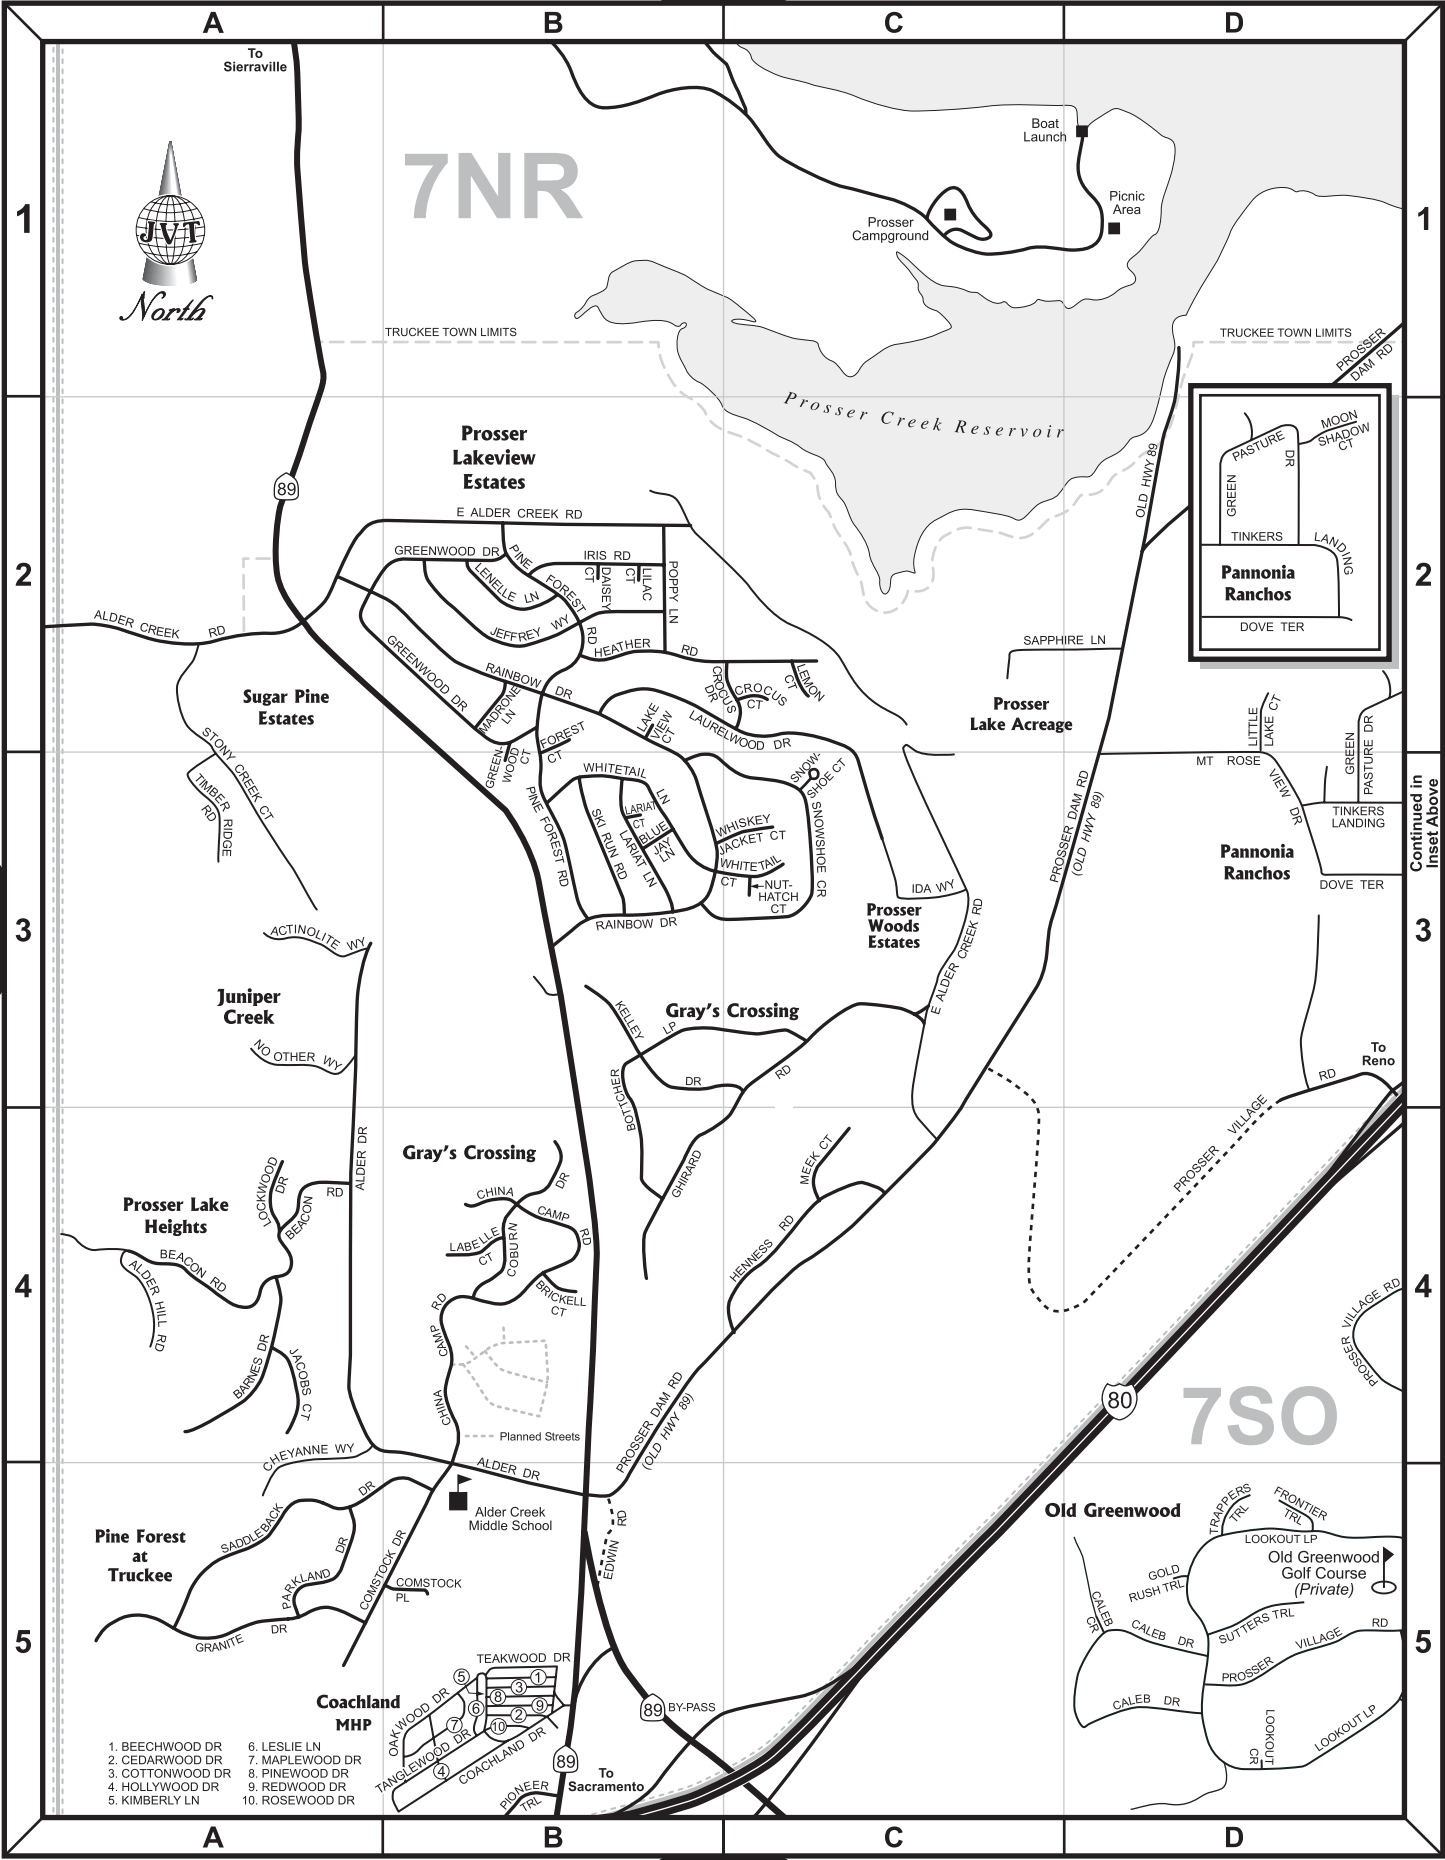 A
B
C
D
1
2
3
4
5
1
2
3
4
5
A
B
C
D
To
Sierraville
7NR
JVT
North
Boat
Launch
Picnic
Area
Prosser
Campground
TRUCKEE TOWN LIMITS
TRUCKEE TOWN LIMITS
PROSSER
DAM RD
Prosser Creek Reservoir
OLD HWY 89
MOON
SHADOW
CT
PASTURE
DR
GREEN
TINKERS
LANDING
Pannonia
Ranchos
DOVE TER
Prosser
Lakeview
Estates
89
E ALDER CREEK RD
GREENWOOD DR
PINE
FOREST
RD
IRIS RD
LENELLE LN
DAISEY
CT
LILAC
CT
POPPY LN
JEFFREY WY
HEATHER RD
ALDER CREEK RD
GREENWOOD DR
RAINBOW DR
MADRONE
LN
CROCUS
DR
CROCUS
CT
LEMON
CT
SAPPHIRE LN
Sugar Pine
Estates
Prosser
Lake Acreage
LAKE
VIEW
CT
LAURELWOOD DR
GREEN-
WOOD
CT
FOREST
CT
LITTLE
LAKE CT
GREEN
PASTURE DR
STONY CREEK CT
TIMBER
RIDGE
RD
WHITETAIL
LN
SNOW-
SHOE CT
MT ROSE
VIEW DR
TINKERS
LANDING
Continued in
Inset Above
PINE FOREST RD
SKI RUN RD
LARIAT
CT
LARIAT LN
BLUE
JAY
LN
WHISKEY
JACKET CT
WHITETAIL
CT
NUT-
HATCH
CT
SNOWSHOE CR
PROSSER DAM RD
(OLD HWY 89)
Pannonia
Ranchos
DOVE TER
RAINBOW DR
IDA WY
Prosser
Woods
Estates
E ALDER CREEK RD
ACTINOLITE WY
Juniper
Creek
NO OTHER WY
KELLEY
DR
LP
Gray's Crossing
BOTTCHER
RD
GHIRARD
To
Reno
RD
VILLAGE
PROSSER
ALDER DR
Gray's Crossing
MEEK CT
LOCKWOOD
DR
RD
BEACON
Prosser Lake
Heights
BEACON RD
ALDER HILL RD
CHINA
DR
CAMP
RD
LABELLE
CT
COBURN
BRICKELL
CT
HENNESS RD
CHINA CAMP RD
BARNES DR
JACOBS CT
Planned Streets
PROSSER DAM RD
(OLD HWY 89)
PROSSER VILLAGE RD
80
7SO
CHEYANNE WY
ALDER DR
Alder Creek
Middle School
EDWIN RD
SADDLEBACK DR
Pine Forest
at
Truckee
PARKLAND DR
COMSTOCK DR
COMSTOCK
PL
GRANITE DR
Old Greenwood
TRAPPERS
TRL
FRONTIER
TRL
LOOKOUT LP
Old Greenwood
Golf Course
(Private)
GOLD
RUSH TRL
CALEB
CR
CALEB DR
SUTTERS TRL
PROSSER VILLAGE RD
CALEB DR
LOOKOUT
CR
LOOKOUT LP
TEAKWOOD DR
Coachland
MHP
OAKWOOD DR
TANGLEWOOD DR
COACHLAND DR
5
1
3
8
6
9
2
7
10
4
89
BY-PASS
89
To
Sacramento
PIONEER
TRL
1. BEECHWOOD DR
2. CEDARWOOD DR
3. COTTONWOOD DR
4. HOLLYWOOD DR
5. KIMBERLY LN
6. LESLIE LN
7. MAPLEWOOD DR
8. PINEWOOD DR
9. REDWOOD DR
10. ROSEWOOD DR